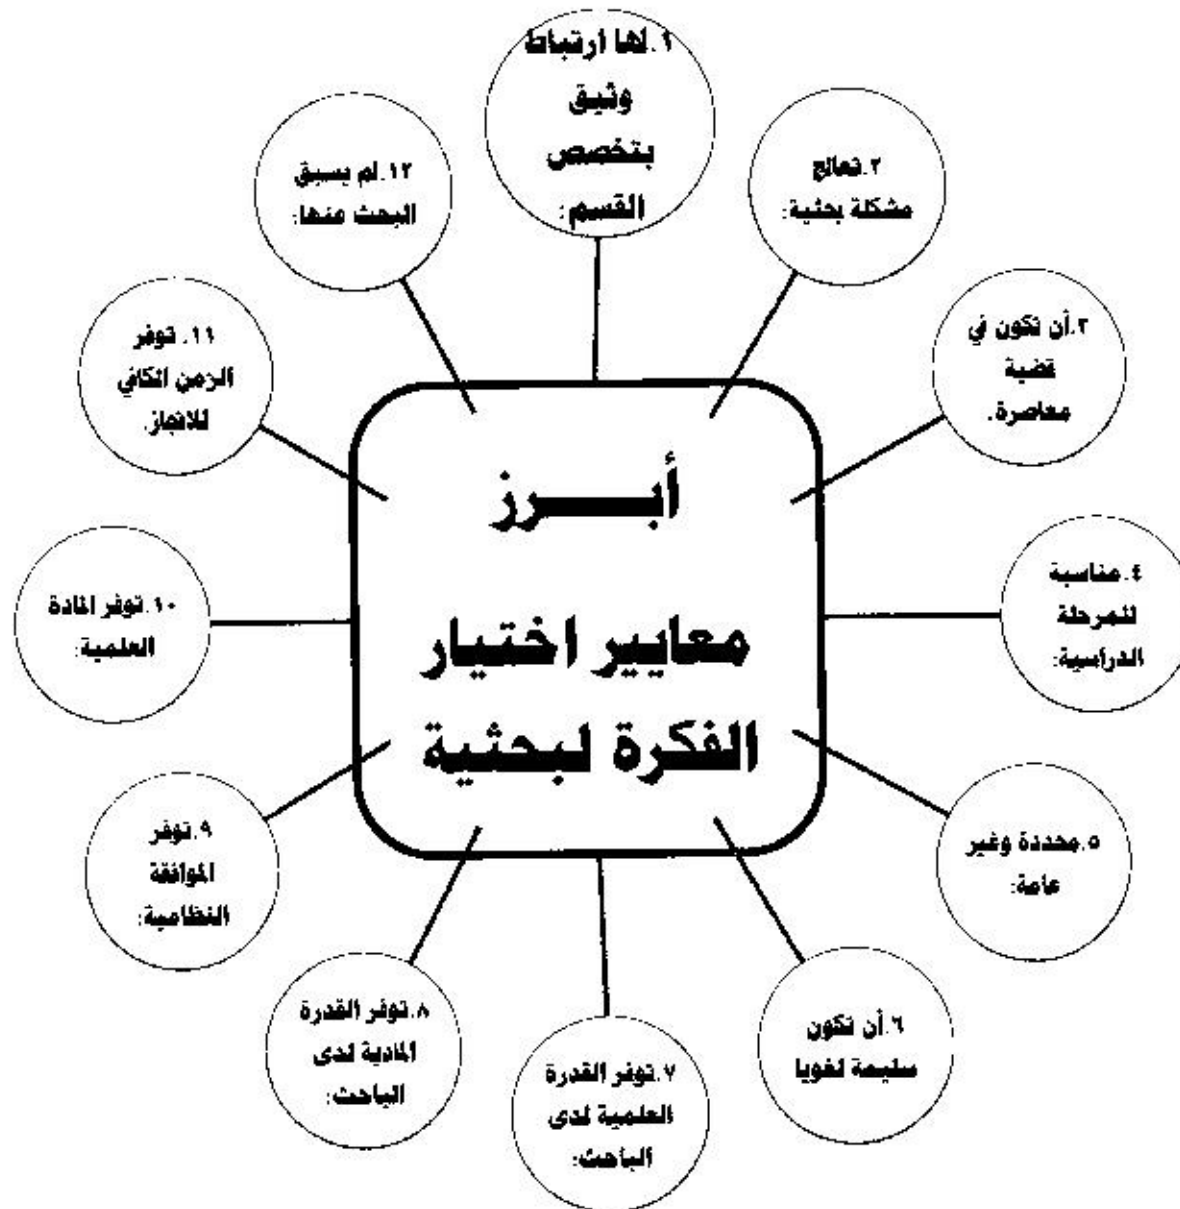 أبـــرز
معايير اختيار
الفكرة لبحثية
١.لها ارتباط
وثيق
بتخصص
القسم:
٢.تعالج
مشكلة بحثية:
٣.أن تكون في
قضية
معاصرة.
٤.مناسبة
للمرحلة
الدراسية:
٥.محددة وغير
عامة:
٦.أن تكون
سليمة لغويا
٧.توفر القدرة
العلمية لدى
الباحث:
٨.توفر القدرة
المادية لدى
الباحث:
٩.توفر
الموافقة
النظامية:
١٠.توفر المادة
العلمية:
١١. توفر
الزمن الكافي
للانجاز.
١٢.لم يسبق
البحث عنها: